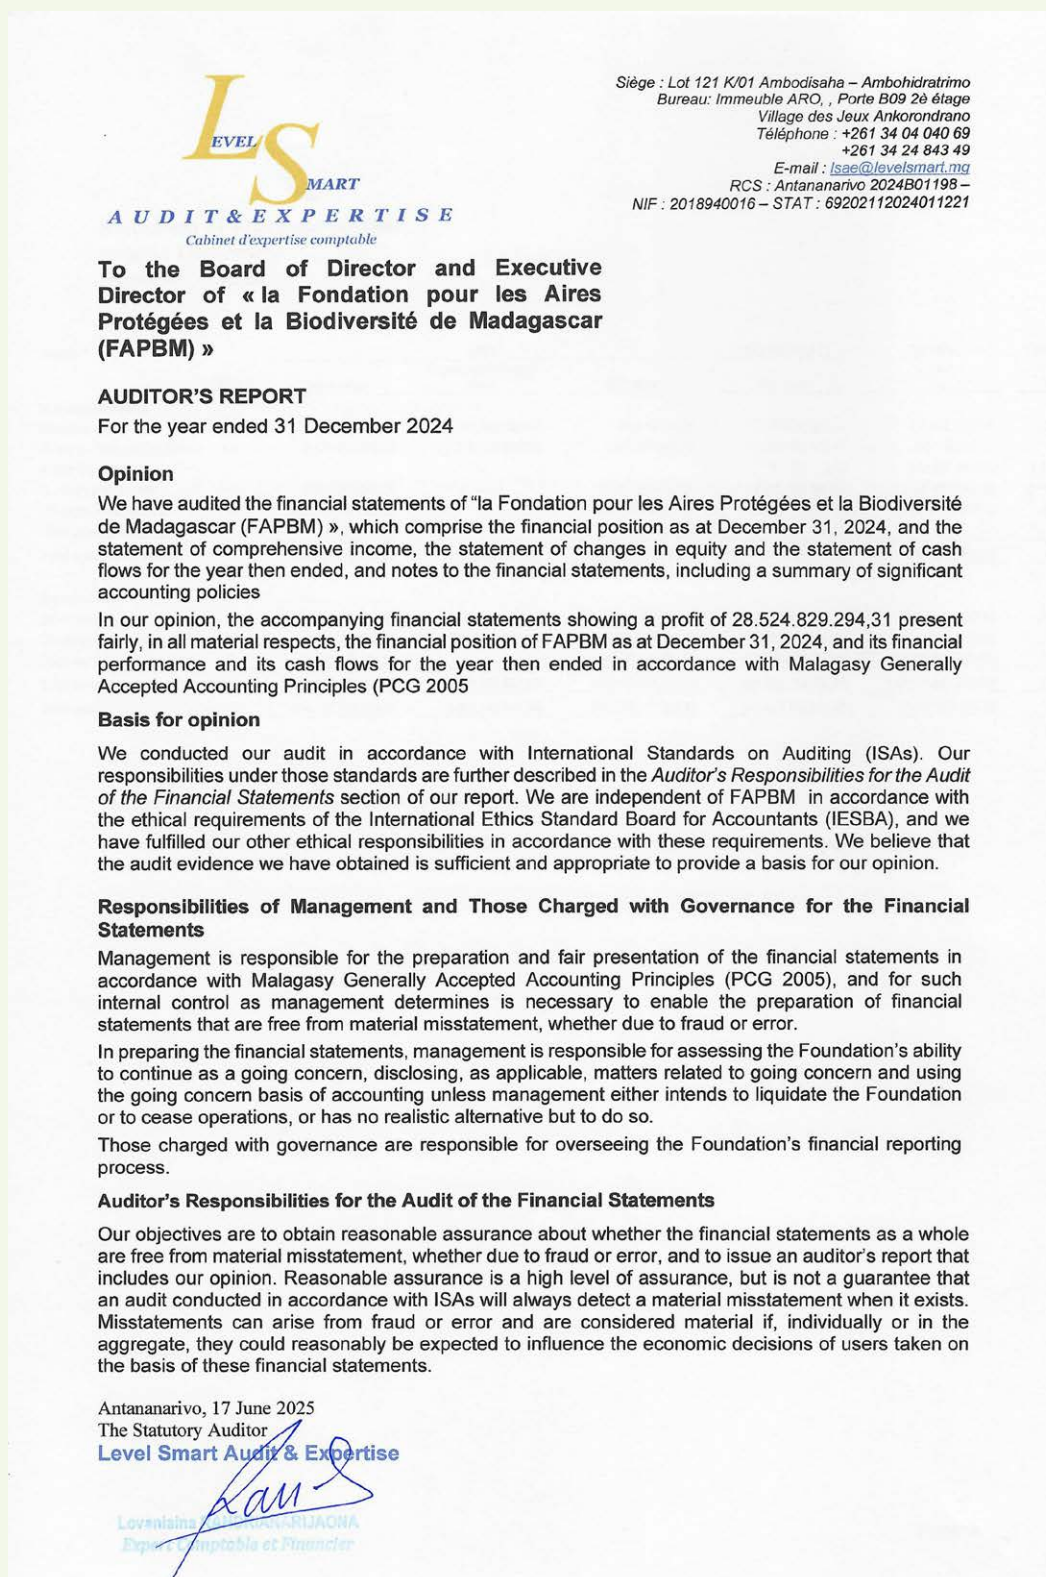 LEVEL
SMART
AUDIT&EXPERTISE
Cabinet d'expertise comptable
Siège : Lot 121 K/01 Ambodisaha – Ambohidratrimo
Bureau: Immeuble ARO, , Porte B09 2è étage
Village des Jeux Ankorondrano
Téléphone : +261 34 04 040 69
+261 34 24 843 49
E-mail : lsae@levelsmart.mg
RCS : Antananarivo 2024B01198 –
NIF : 2018940016 – STAT : 69202112024011221
To the Board of Director and Executive
Director of « la Fondation pour les Aires
Protégées et la Biodiversité de Madagascar
(FAPBM) »
AUDITOR'S REPORT
For the year ended 31 December 2024
Opinion
We have audited the financial statements of “la Fondation pour les Aires Protégées et la Biodiversité
de Madagascar (FAPBM) », which comprise the financial position as at December 31, 2024, and the
statement of comprehensive income, the statement of changes in equity and the statement of cash
flows for the year then ended, and notes to the financial statements, including a summary of significant
accounting policies
In our opinion, the accompanying financial statements showing a profit of 28.524.829.294,31 present
fairly, in all material respects, the financial position of FAPBM as at December 31, 2024, and its financial
performance and its cash flows for the year then ended in accordance with Malagasy Generally
Accepted Accounting Principles (PCG 2005
Basis for opinion
We conducted our audit in accordance with International Standards on Auditing (ISAs). Our
responsibilities under those standards are further described in the Auditor's Responsibilities for the Audit
of the Financial Statements section of our report. We are independent of FAPBM in accordance with
the ethical requirements of the International Ethics Standard Board for Accountants (IESBA), and we
have fulfilled our other ethical responsibilities in accordance with these requirements. We believe that
the audit evidence we have obtained is sufficient and appropriate to provide a basis for our opinion.
Responsibilities of Management and Those Charged with Governance for the Financial
Statements
Management is responsible for the preparation and fair presentation of the financial statements in
accordance with Malagasy Generally Accepted Accounting Principles (PCG 2005), and for such
internal control as management determines is necessary to enable the preparation of financial
statements that are free from material misstatement, whether due to fraud or error.
In preparing the financial statements, management is responsible for assessing the Foundation's ability
to continue as a going concern, disclosing, as applicable, matters related to going concern and using
the going concern basis of accounting unless management either intends to liquidate the Foundation
or to cease operations, or has no realistic alternative but to do so.
Those charged with governance are responsible for overseeing the Foundation's financial reporting
process.
Auditor's Responsibilities for the Audit of the Financial Statements
Our objectives are to obtain reasonable assurance about whether the financial statements as a whole
are free from material misstatement, whether due to fraud or error, and to issue an auditor's report that
includes our opinion. Reasonable assurance is a high level of assurance, but is not a guarantee that
an audit conducted in accordance with ISAs will always detect a material misstatement when it exists.
Misstatements can arise from fraud or error and are considered material if, individually or in the
aggregate, they could reasonably be expected to influence the economic decisions of users taken on
the basis of these financial statements.
Antananarivo, 17 June 2025
The Statutory Auditor
Level Smart Audit & Expertise
Expert Comptable et Financier